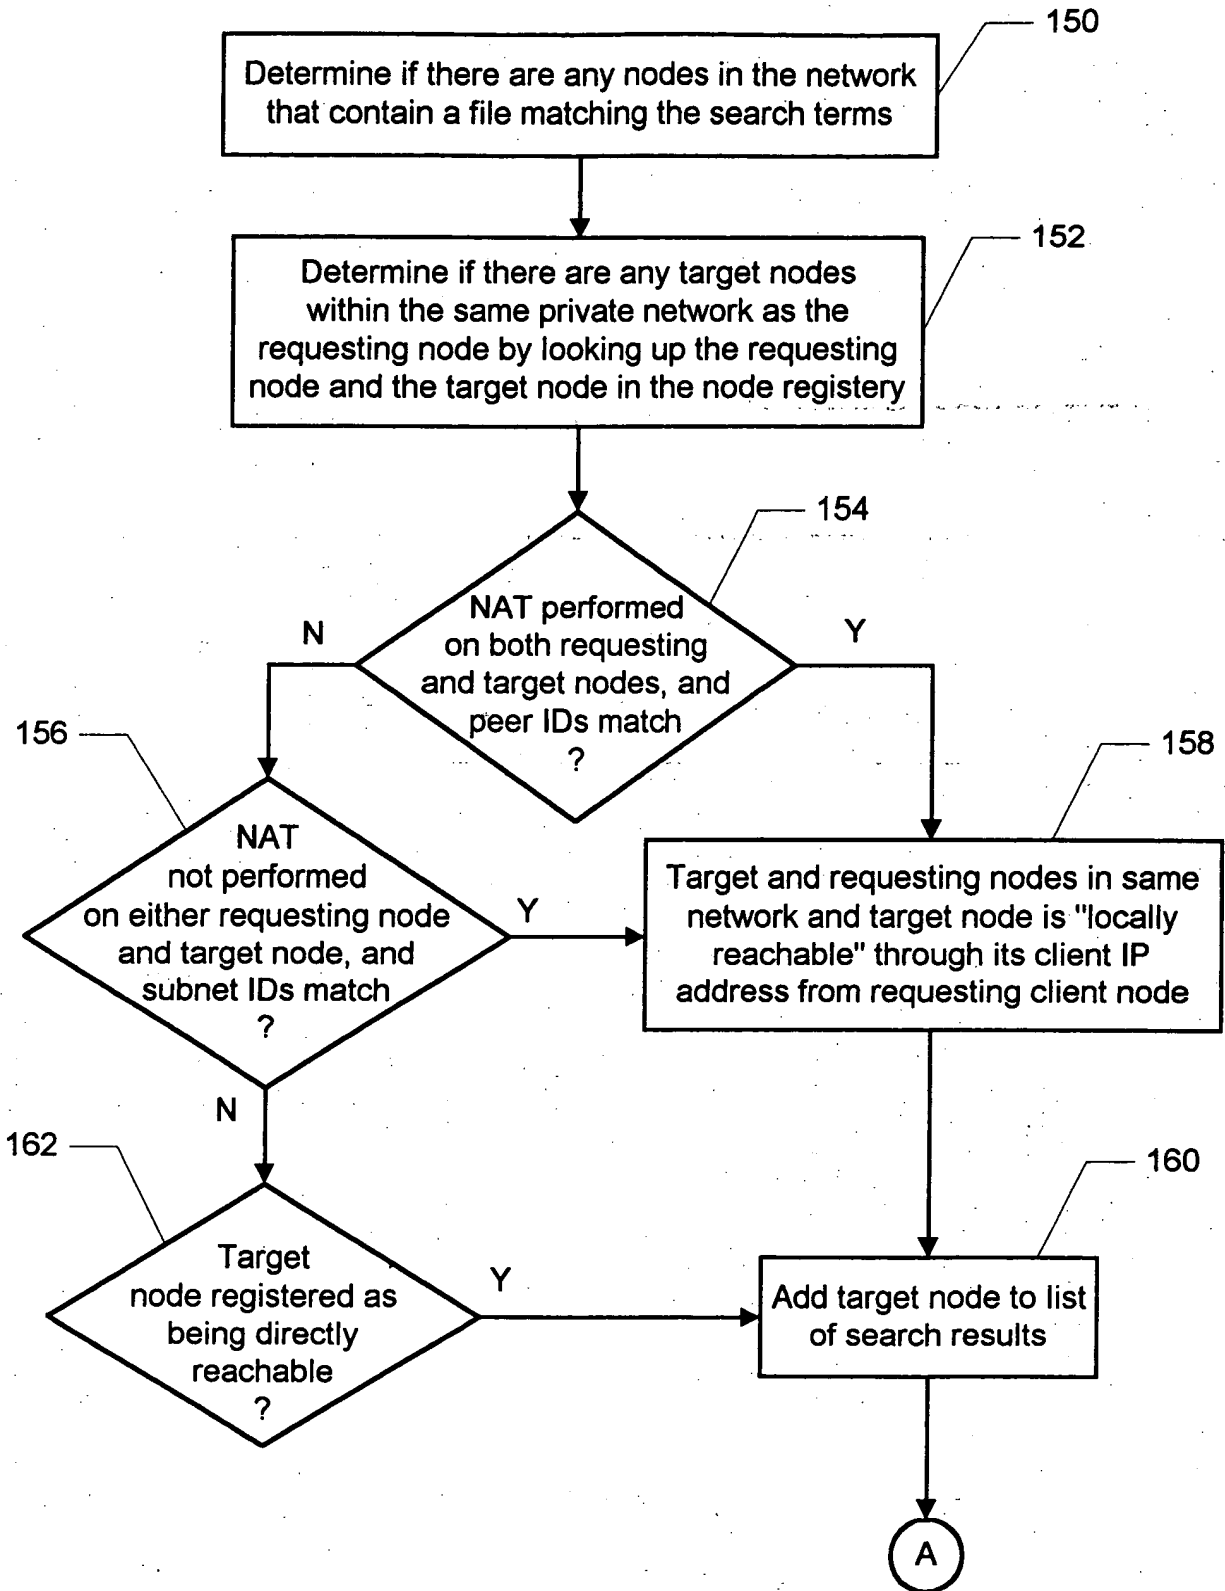 150
Determine if there are any nodes in the network
that contain a file matching the search terms
152
Determine if there are any target nodes
within the same private network as the
requesting node by looking up the requesting
node and the target node in the node registery
154
NAT performed
on both requesting
and target nodes, and
peer IDs match
?
N
Y
156
NAT
not performed
on either requesting node
and target node, and
subnet IDs match
?
Y
N
158
Target and requesting nodes in same
network and target node is "locally
reachable" through its client IP
address from requesting client node
162
Target
node registered as
being directly
reachable
?
Y
160
Add target node to list
of search results
A